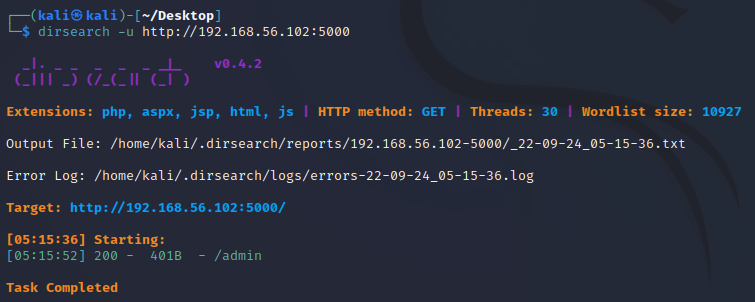 ┌──(kali㉿kali)-[~/Desktop]
└─$ dirsearch -u http://192.168.56.102:5000
  _|. _ _  _  _  _ _|_    v0.4.2
 (_||| _) (/_(_|| (_| )
Extensions: php, aspx, jsp, html, js | HTTP method: GET | Threads: 30 | Wordlist size: 10927
Output File: /home/kali/.dirsearch/reports/192.168.56.102-5000/_22-09-24_05-15-36.txt
Error Log: /home/kali/.dirsearch/logs/errors-22-09-24_05-15-36.log
Target: http://192.168.56.102:5000/
[05:15:36] Starting:
[05:15:52] 200 -  401B  - /admin
Task Completed